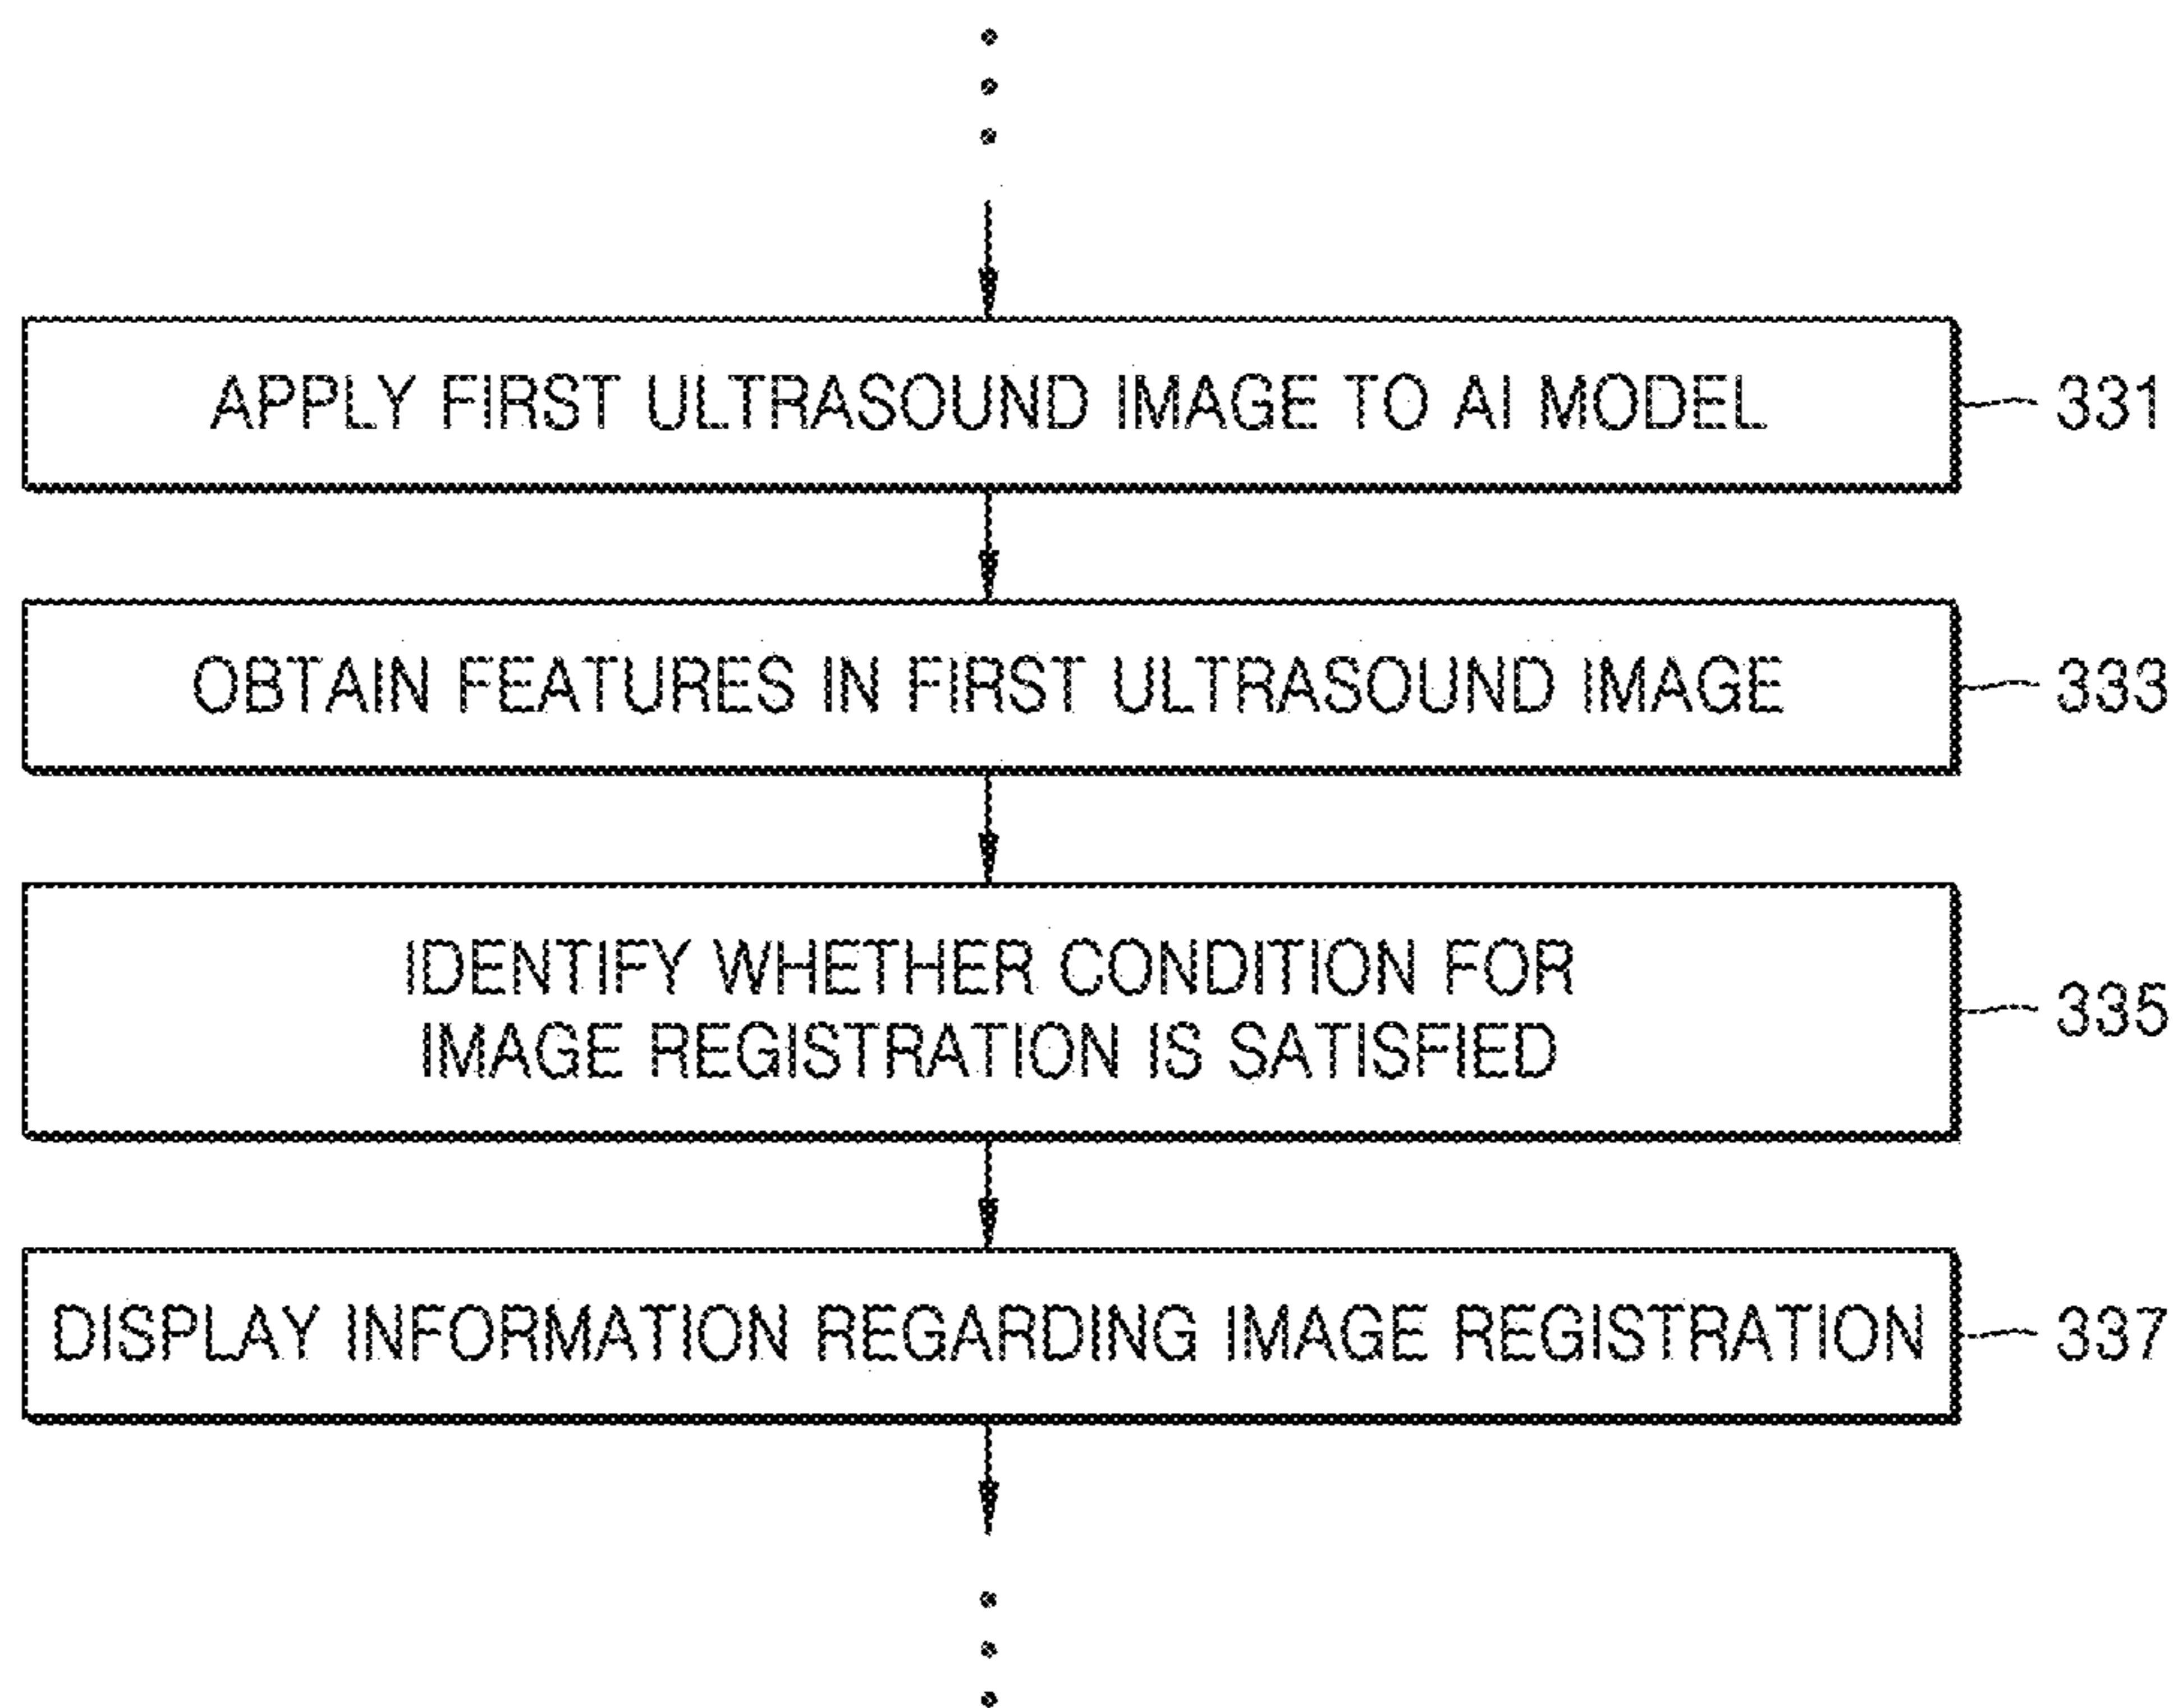 APPLY FIRST ULTRASOUND IMAGE TO AI MODEL
331
OBTAIN FEATURES IN FIRST ULTRASOUND IMAGE
333
IDENTIFY WHETHER CONDITION FOR
IMAGE REGISTRATION IS SATISFIED
335
DISPLAY INFORMATION REGARDING IMAGE REGISTRATION
337